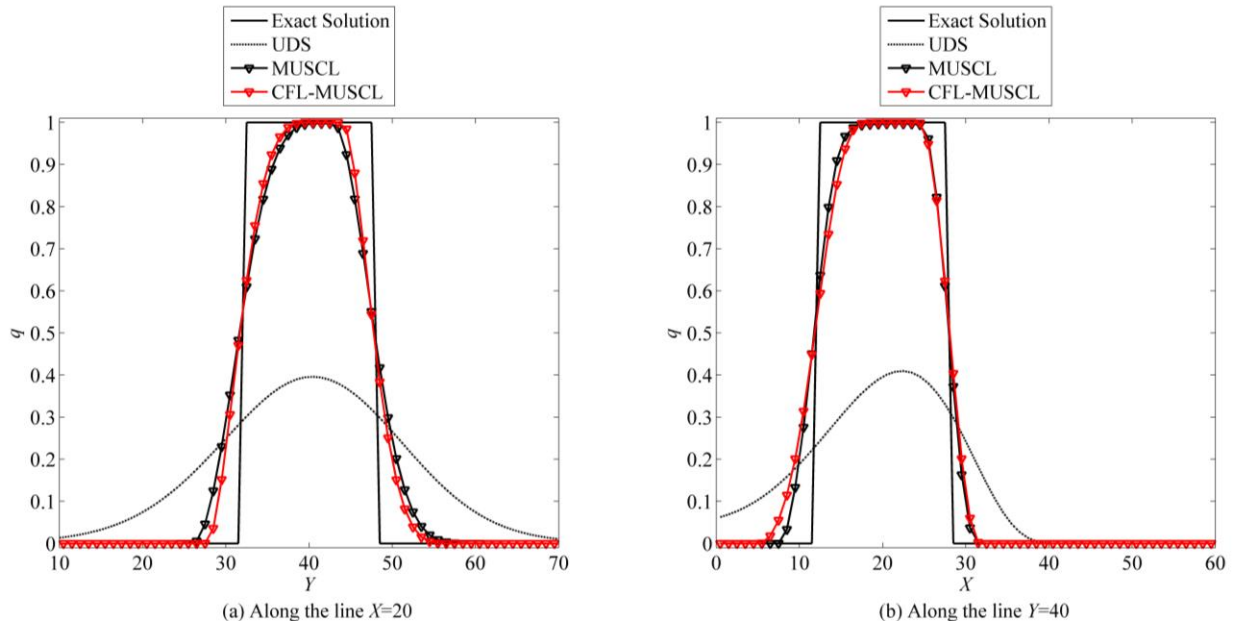 Exact Solution
UDS
MUSCL
CFL-MUSCL
1
0.9
0.8
0.7
0.6
0.5
0.4
0.3
0.2
0.1
0
q
10 20 30 40 50 60 70
Y
(a) Along the line X=20
Exact Solution
UDS
MUSCL
CFL-MUSCL
1
0.9
0.8
0.7
0.6
0.5
0.4
0.3
0.2
0.1
0
q
0 10 20 30 40 50 60
X
(b) Along the line Y=40